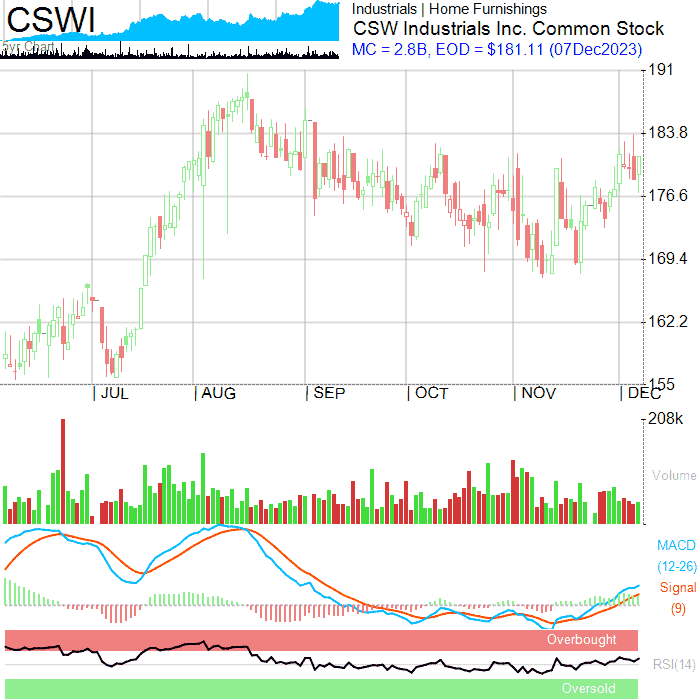 CSWI
5yr Chart
Industrials | Home Furnishings
CSW Industrials Inc. Common Stock
MC = 2.8B, EOD = $181.11 (07Dec2023)
191
183.8
176.6
169.4
162.2
155
JUL AUG SEP OCT NOV DEC
208k
Volume
MACD
(12-26)
Signal
(9)
Overbought
RSI(14)
Oversold